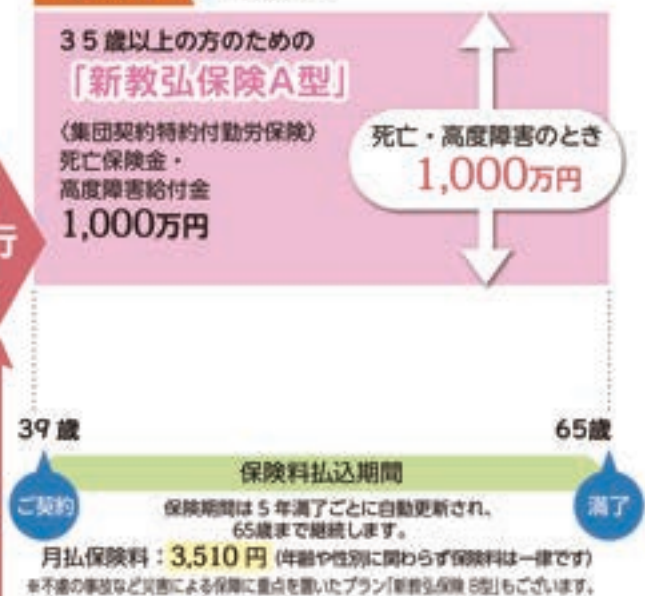 35歳以上の方のための
「新教弘保険A型」
〈集団契約特約付勤労保険〉
死亡保険金・
高度障害給付金
1,000万円
死亡・高度障害のとき
1,000万円
行
39歳
65歳
保険料払込期間
ご契約
満了
保険期間は5年満了ごとに自動更新され、
65歳まで継続します。
月払保険料：3,510円(年齢や性別に関わらず保険料は一律です)
※不慮の事故など災害による保障に重点を置いたプラン「新教弘保険B型」もございます。